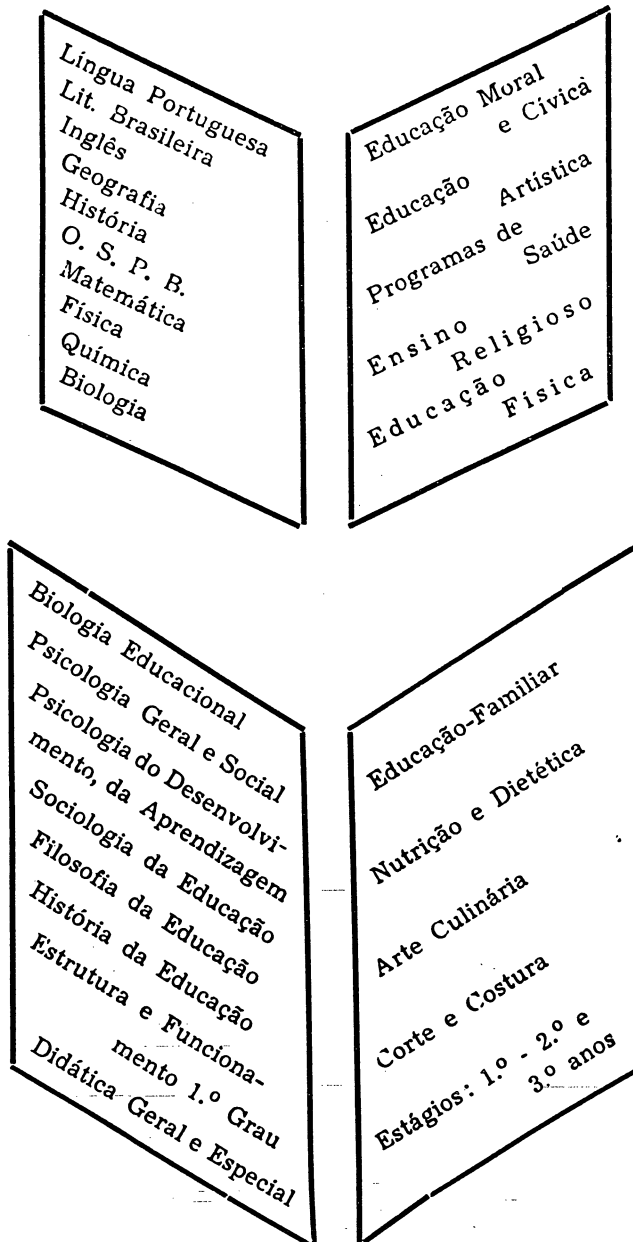 Língua Portuguesa
Lit. Brasileira
Inglês
Geografia
História
O. S. P. B.
Matemática
Física
Química
Biologia
Educação Moral
e Cívica
Educação
Artística
Programas de
Saúde
Ensino
Religioso
Educação
Física
Biologia Educacional
Psicologia Geral e Social
Psicologia do Desenvolvi-
mento, da Aprendizagem
Sociologia da Educação
Filosofia da Educação
História da Educação
Estrutura e Funciona-
mento 1.º Grau
Didática Geral e Especial
Educação-Familiar
Nutrição e Dietética
Arte Culinária
Corte e Costura
Estágios: 1.º - 2.º e
3.º anos